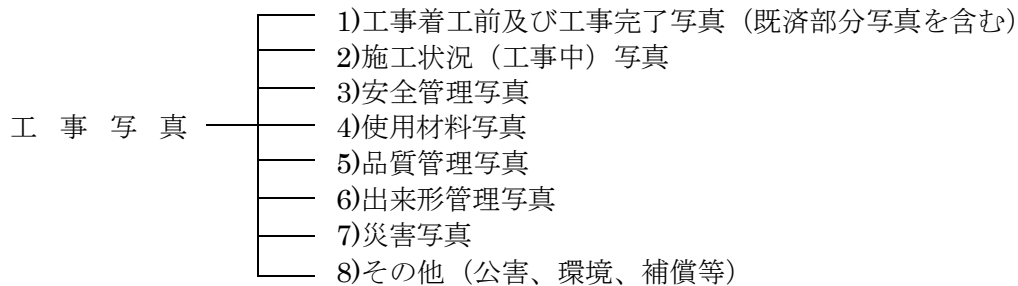 1)工事着工前及び工事完了写真（既済部分写真を含む）
2)施工状況（工事中）写真
3)安全管理写真
工事写真
4)使用材料写真
5)品質管理写真
6)出来形管理写真
7)災害写真
8)その他（公害、環境、補償等）